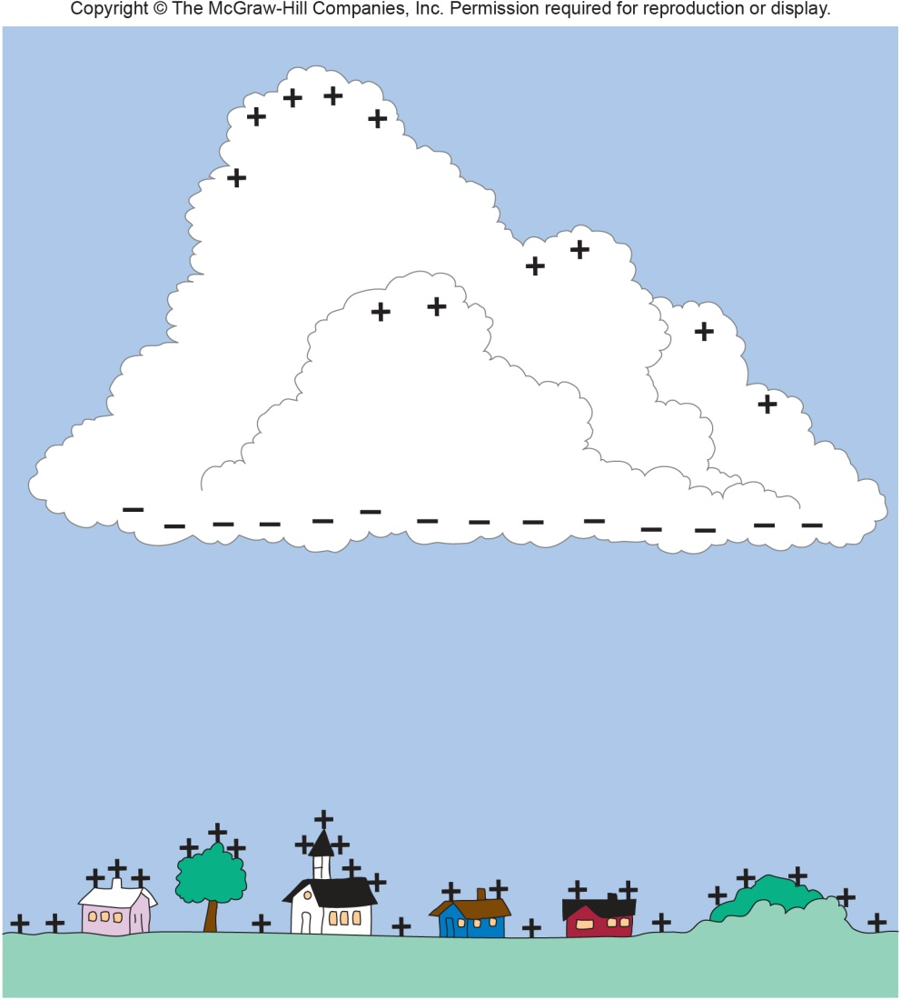 Copyright © The McGraw-Hill Companies, Inc. Permission required for reproduction or display.